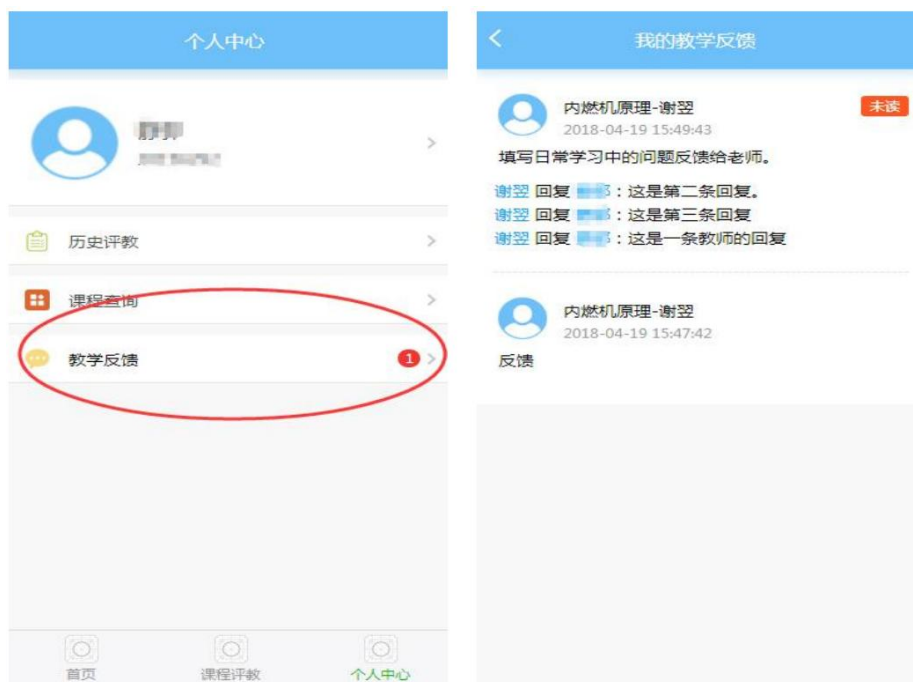 个人中心
历史评教
课程查询
教学反馈
1
首页
课程评教
个人中心
我的教学反馈
内燃机原理-谢翌
未读
2018-04-19 15:49:43
填写日常学习中的问题反馈给老师。
谢翌 回复 ：这是第二条回复。
谢翌 回复 ：这是第三条回复
谢翌 回复 ：这是一条教师的回复
内燃机原理-谢翌
2018-04-19 15:47:42
反馈